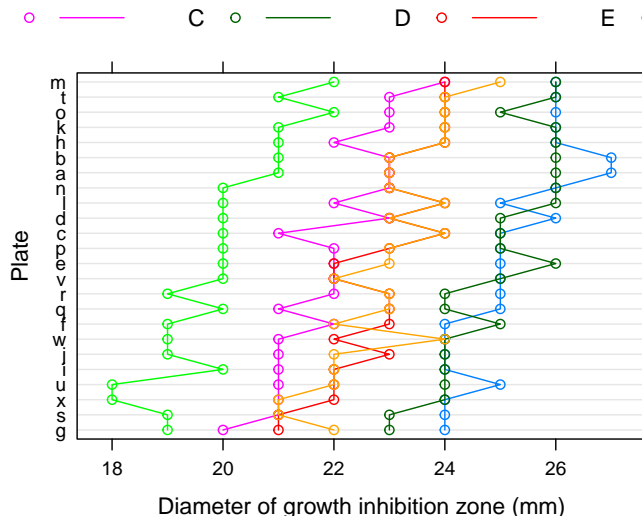 C D E
Plate
m
t
o
k
h
b
a
n
l
d
c
p
e
v
r
q
f
w
j
i
u
x
s
g
18 20 22 24 26
Diameter of growth inhibition zone (mm)